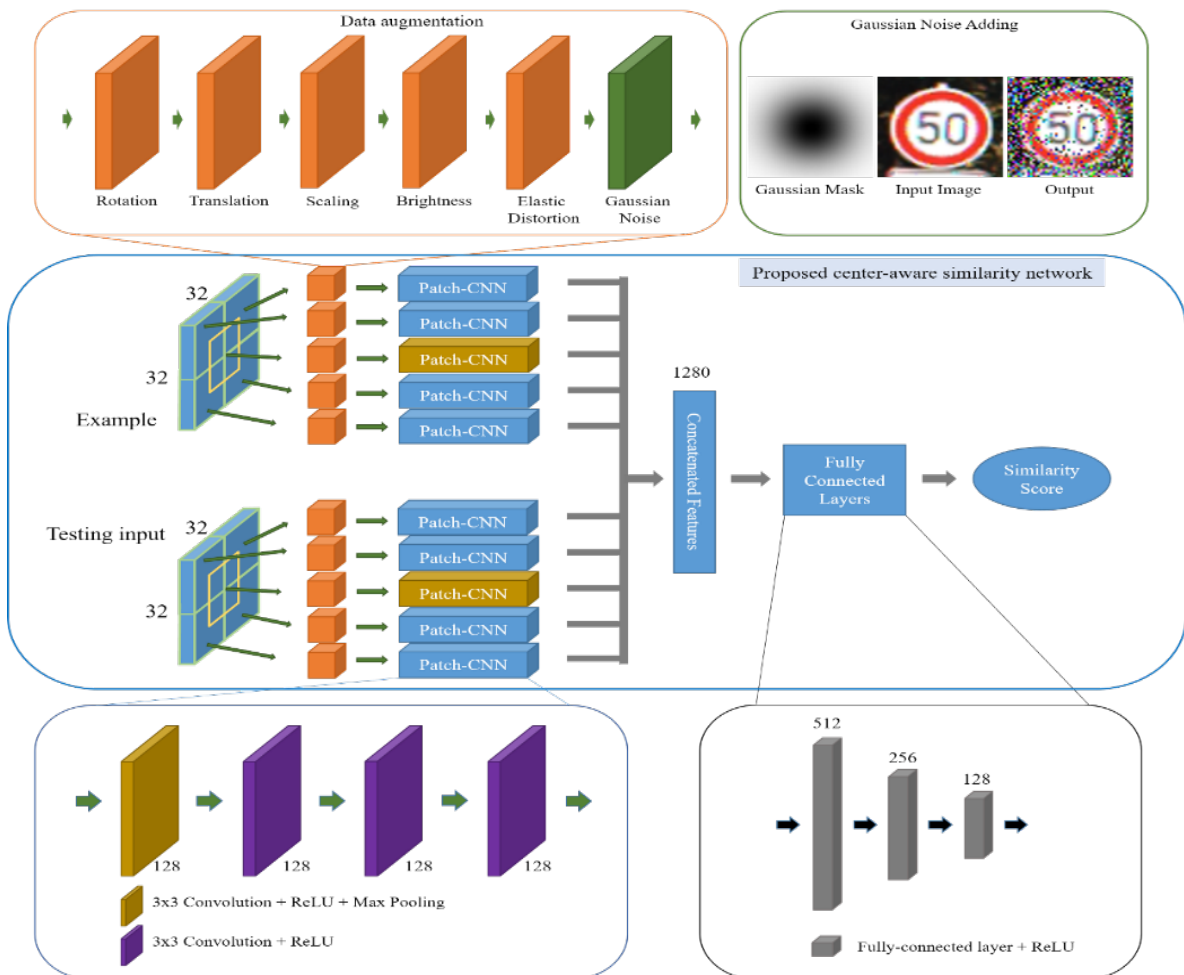 Data augmentation
Rotation
Translation
Scaling
Brightness
Elastic
Distortion
Gaussian
Noise
Gaussian Noise Adding
50
50
Gaussian Mask
Input Image
Output
Proposed center-aware similarity network
32
32
Example
Patch-CNN
Patch-CNN
Patch-CNN
Patch-CNN
Patch-CNN
Testing input
32
32
Patch-CNN
Patch-CNN
Patch-CNN
Patch-CNN
Patch-CNN
1280
Concatenated Features
Fully
Connected
Layers
Similarity
Score
128
128
128
128
3x3 Convolution + ReLU + Max Pooling
3x3 Convolution + ReLU
512
256
128
Fully-connected layer + ReLU